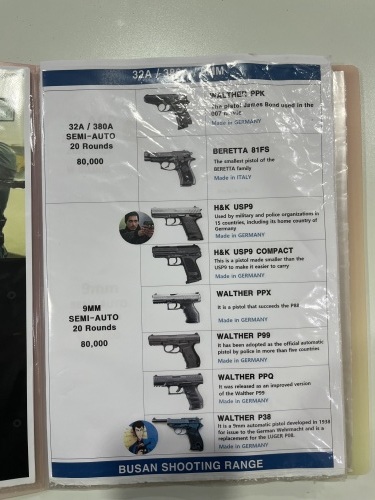 32A / 380A
WALTHER PPK
The pistol James Bond used in the
007 movie
Made in GERMANY
32A / 380A
SEMI-AUTO
20 Rounds
80,000
BERETTA 81FS
The smallest pistol of the
BERETTA family
Made in ITALY
H&K USP9
Used by military and police organizations in
15 countries, including its home country of
Germany
Made in GERMANY
H&K USP9 COMPACT
This is a pistol made smaller than the
USP9 to make it easier to carry
Made in GERMANY
9MM
SEMI-AUTO
20 Rounds
80,000
WALTHER PPX
It is a pistol that succeeds the P88
Made in GERMANY
WALTHER P99
It has been adopted as the official automatic
pistol by police in more than five countries
Made in GERMANY
WALTHER PPQ
It was released as an improved version
of the Walther P99
Made in GERMANY
WALTHER P38
It is a 9mm automatic pistol developed in 1938
for issue to the German Wehrmacht and is a
replacement for the LUGER P08.
Made in GERMANY
BUSAN SHOOTING RANGE